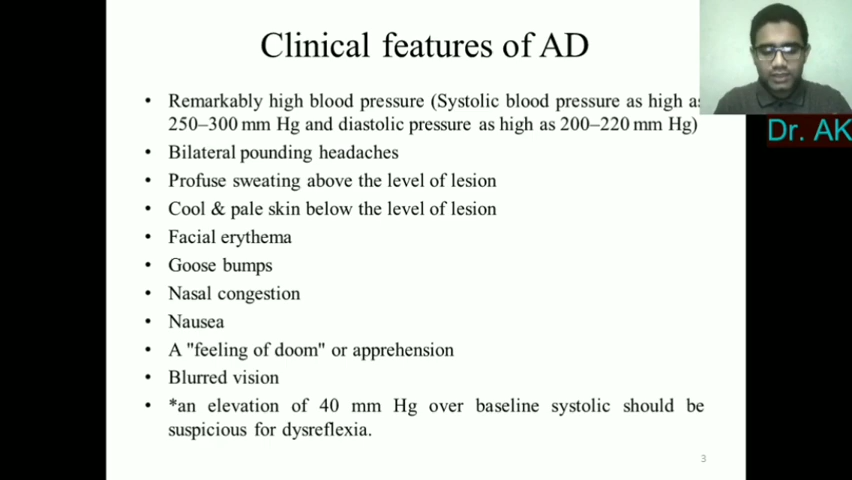 Clinical features of AD
• Remarkably high blood pressure (Systolic blood pressure as high as
250–300 mm Hg and diastolic pressure as high as 200–220 mm Hg)
• Bilateral pounding headaches
• Profuse sweating above the level of lesion
• Cool & pale skin below the level of lesion
• Facial erythema
• Goose bumps
• Nasal congestion
• Nausea
• A "feeling of doom" or apprehension
• Blurred vision
• *an elevation of 40 mm Hg over baseline systolic should be
suspicious for dysreflexia.
3
Dr. AK